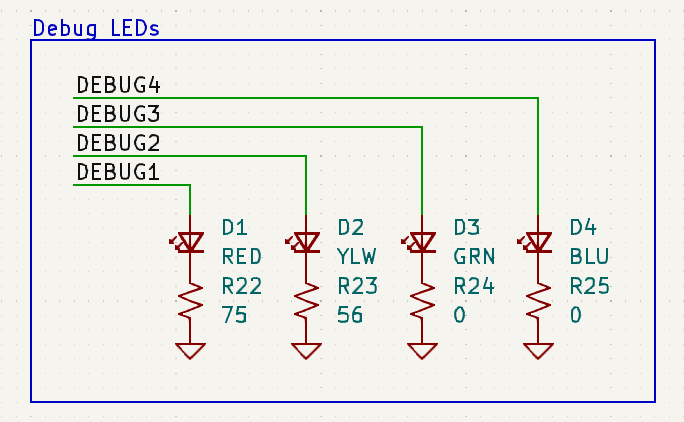 Debug LEDs
DEBUG4
DEBUG3
DEBUG2
DEBUG1
D1
RED
R22
75
D2
YLW
R23
56
D3
GRN
R24
0
D4
BLU
R25
0